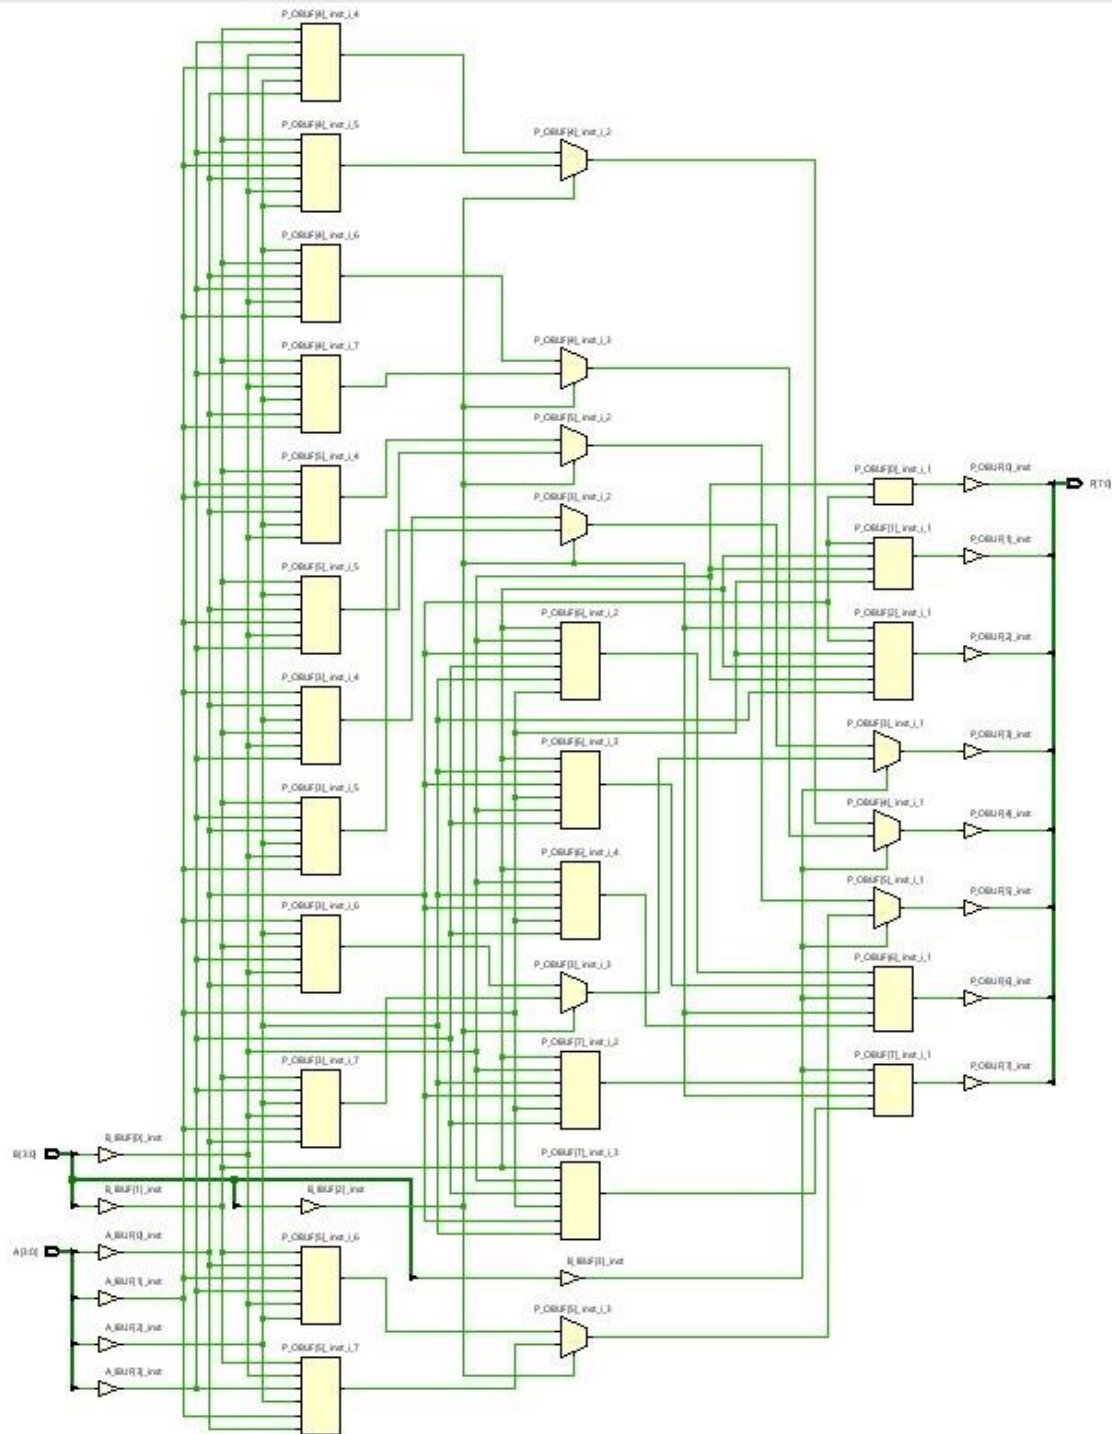 P_OBUF[4]_inst_i_4
P_OBUF[4]_inst_i_5
P_OBUF[4]_inst_i_2
P_OBUF[4]_inst_i_6
P_OBUF[4]_inst_i_7
P_OBUF[4]_inst_i_3
P_OBUF[5]_inst_i_2
P_OBUF[5]_inst_i_4
P_OBUF[0]_inst_i_1
P_OBUF[0]_inst
P[7:0]
P_OBUF[3]_inst_i_2
P_OBUF[1]_inst_i_1
P_OBUF[1]_inst
P_OBUF[5]_inst_i_5
P_OBUF[6]_inst_i_2
P_OBUF[2]_inst_i_1
P_OBUF[2]_inst
P_OBUF[3]_inst_i_4
P_OBUF[3]_inst_i_1
P_OBUF[3]_inst
P_OBUF[6]_inst_i_3
P_OBUF[3]_inst_i_5
P_OBUF[4]_inst_i_1
P_OBUF[4]_inst
P_OBUF[6]_inst_i_4
P_OBUF[5]_inst_i_1
P_OBUF[5]_inst
P_OBUF[3]_inst_i_6
P_OBUF[3]_inst_i_3
P_OBUF[6]_inst_i_1
P_OBUF[6]_inst
P_OBUF[3]_inst_i_7
P_OBUF[7]_inst_i_2
P_OBUF[7]_inst_i_1
P_OBUF[7]_inst
B[3:0]
B_IBUF[0]_inst
P_OBUF[7]_inst_i_3
B_IBUF[1]_inst
B_IBUF[2]_inst
A[3:0]
A_IBUF[0]_inst
P_OBUF[5]_inst_i_6
B_IBUF[3]_inst
A_IBUF[1]_inst
P_OBUF[5]_inst_i_3
A_IBUF[2]_inst
P_OBUF[5]_inst_i_7
A_IBUF[3]_inst